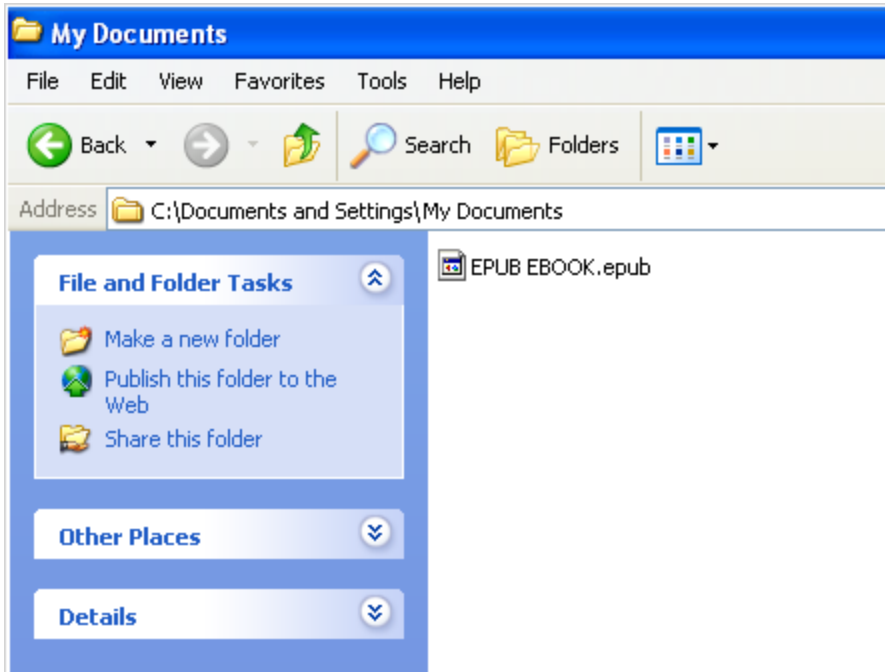 My Documents
File Edit View Favorites Tools Help
Back Search Folders
Address C:\Documents and Settings\My Documents
File and Folder Tasks
Make a new folder
Publish this folder to the
Web
Share this folder
Other Places
Details
EPUB EBOOK.epub